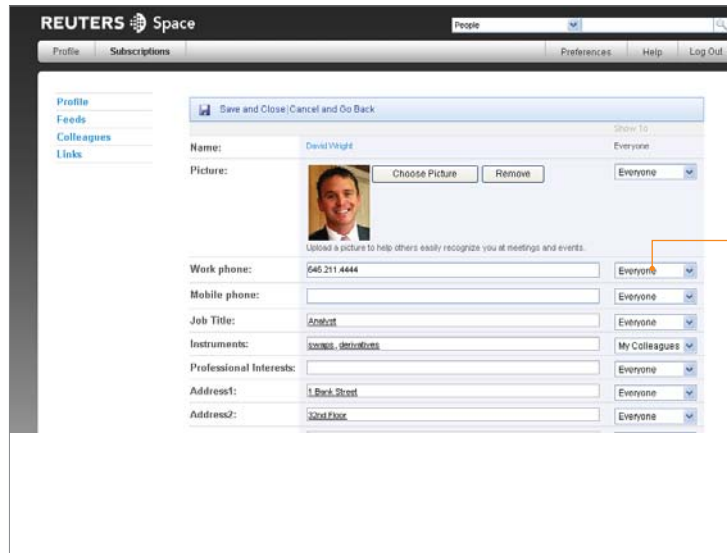 REUTERS Space
People
Profile Subscriptions Preferences Help Log Out
Profile
Feeds
Colleagues
Links
Save and Close|Cancel and Go Back
Show To
Name: David Wright Everyone
Picture: Choose Picture Remove Everyone
Upload a picture to help others easily recognize you at meetings and events.
Work phone: 646.211.4444 Everyone
Mobile phone: Everyone
Job Title: Analyst Everyone
Instruments: swaps, derivatives My Colleagues
Professional Interests: Everyone
Address1: 1 Bank Street Everyone
Address2: 32nd Floor Everyone